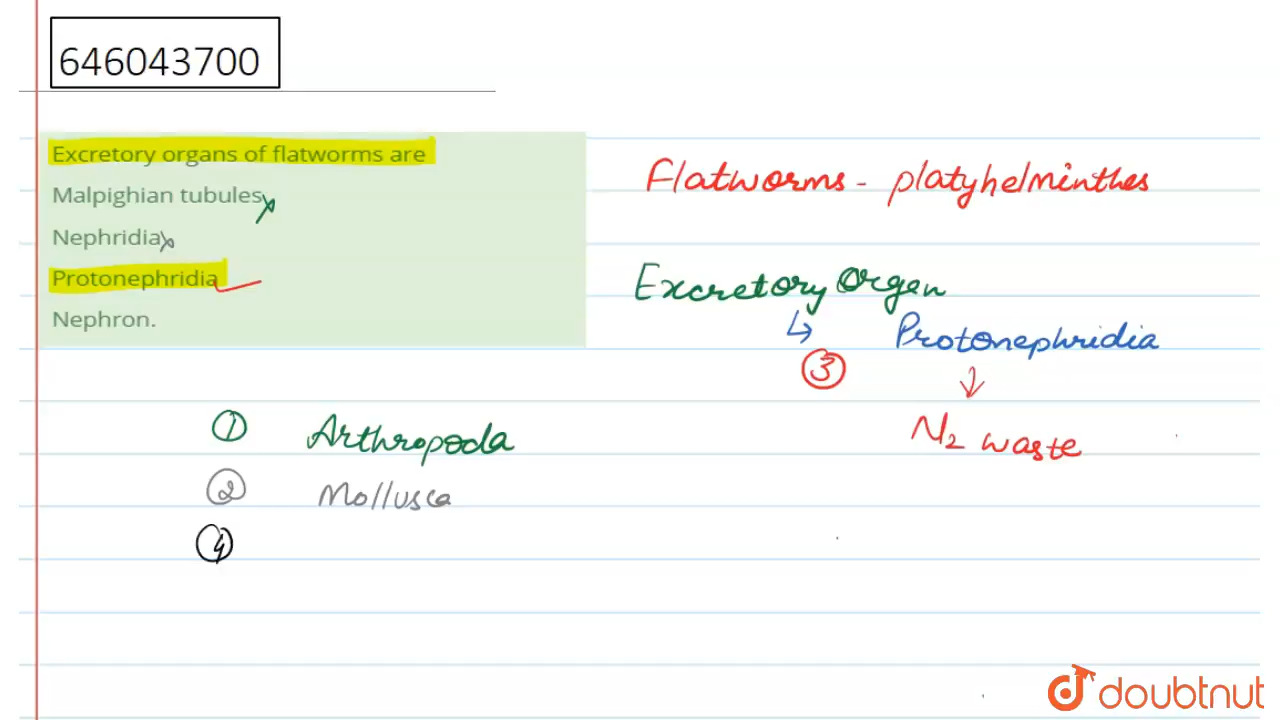 646043700
Excretory organs of flatworms are
Malpighian tubules
Nephridia
Protonephridia
Nephron.
Flatworms - platyhelminthes
Excretory Organ
Protonephridia
③
N2 waste
① Arthropoda
② Mollusca
④
doubtnut